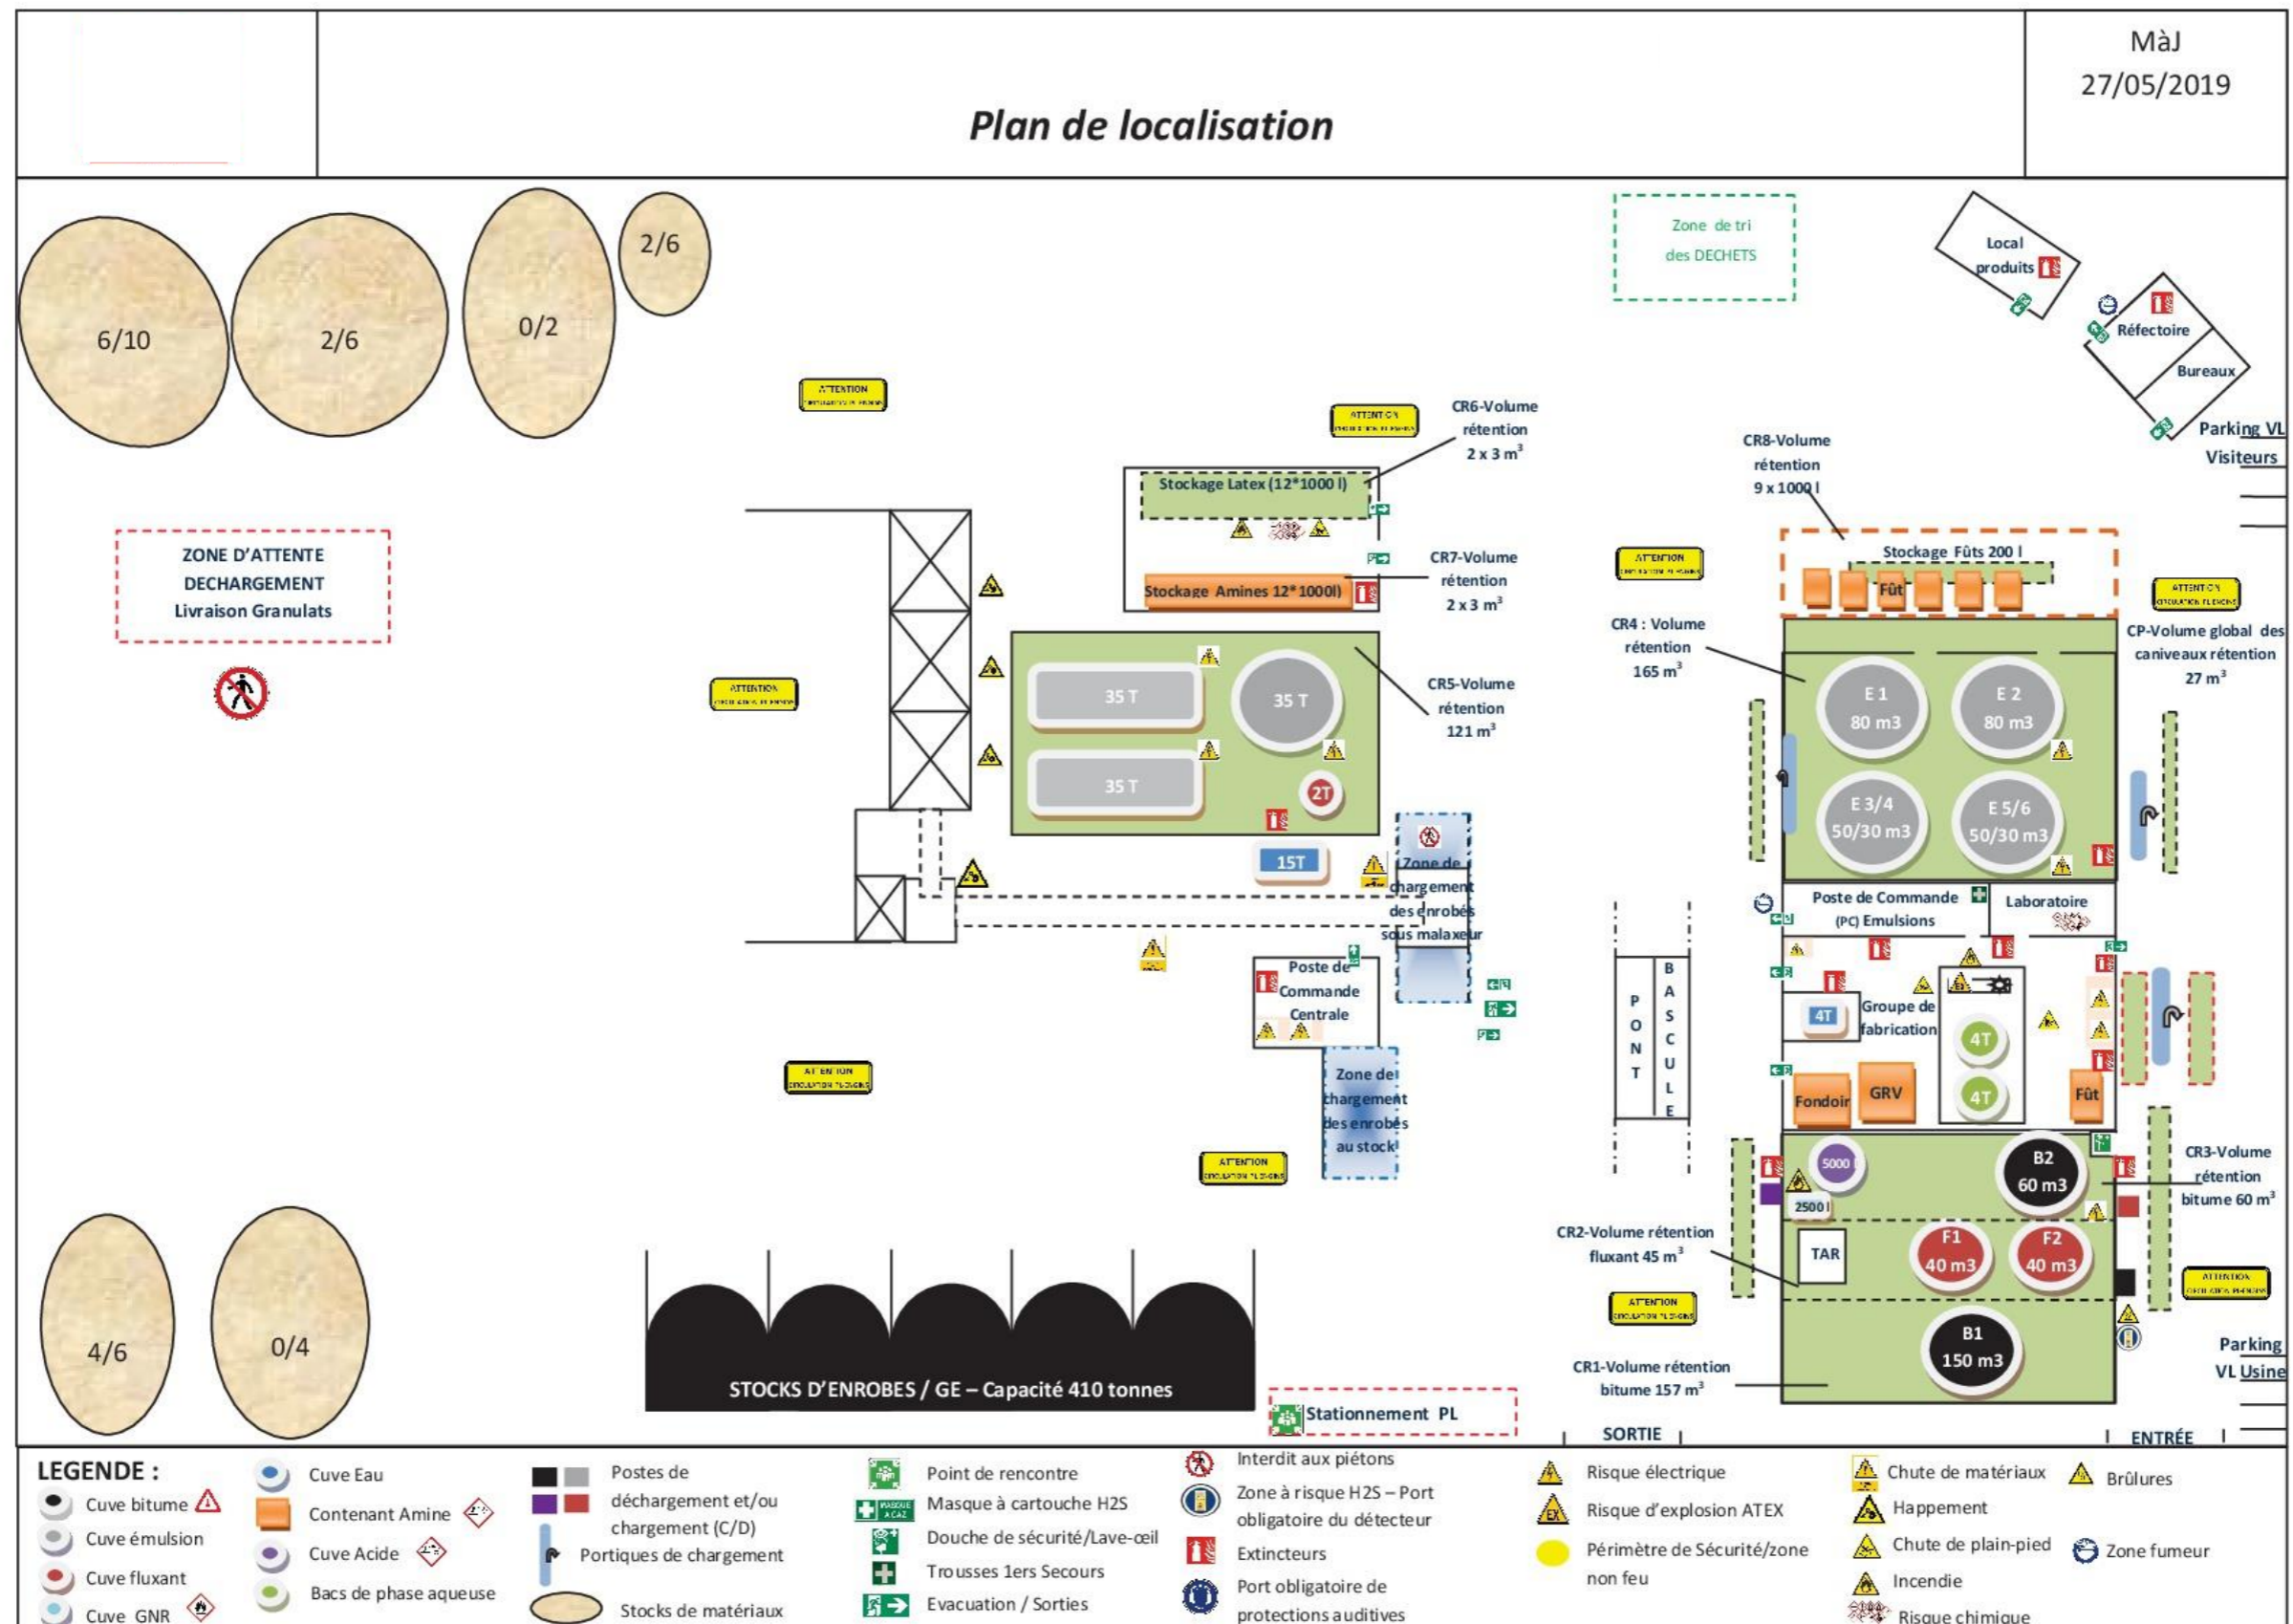 MàJ
27/05/2019
Plan de localisation
6/10
2/6
0/2
2/6
Zone de tri
des DECHETS
Local
produits
Réfectoire
Bureaux
Parking VL
Visiteurs
ATTENTION
ATTENTION
CR6-Volume
rétention
2 x 3 m³
CR8-Volume
rétention
9 x 1000 l
Stockage Latex (12*1000 l)
ZONE D'ATTENTE
DECHARGEMENT
Livraison Granulats
CR7-Volume
rétention
2 x 3 m³
Stockage Amines 12*1000l)
ATTENTION
Stockage Fûts 200 l
Fût
ATTENTION
CR4 : Volume
rétention
165 m³
CP-Volume global des
caniveaux rétention
27 m³
ATTENTION
35 T
35 T
35 T
2T
CR5-Volume
rétention
121 m³
E 1
80 m3
E 2
80 m3
E 3/4
50/30 m3
E 5/6
50/30 m3
15T
Zone de
chargement
des enrobés
sous malaxeur
Poste de Commande
(PC) Emulsions
Laboratoire
Poste de
Commande
Centrale
PONT
BASCULE
4T
Groupe de
fabrication
4T
4T
Fondoir
GRV
Fût
ATTENTION
Zone de
chargement
des enrobés
au stock
ATTENTION
5000
2500 l
B2
60 m3
CR3-Volume
rétention
bitume 60 m³
CR2-Volume rétention
fluxant 45 m³
TAR
F1
40 m3
F2
40 m3
ATTENTION
ATTENTION
4/6
0/4
B1
150 m3
CR1-Volume rétention
bitume 157 m³
Parking
VL Usine
STOCKS D'ENROBES / GE – Capacité 410 tonnes
Stationnement PL
SORTIE
ENTRÉE
LEGENDE :
Cuve bitume
Cuve émulsion
Cuve fluxant
Cuve GNR
Cuve Eau
Contenant Amine
Cuve Acide
Bacs de phase aqueuse
Postes de
déchargement et/ou
chargement (C/D)
Portiques de chargement
Stocks de matériaux
Point de rencontre
MASQUE
A GAZ
Masque à cartouche H2S
Douche de sécurité/Lave-œil
Trousses 1ers Secours
Evacuation / Sorties
Interdit aux piétons
Zone à risque H2S – Port
obligatoire du détecteur
Extincteurs
Port obligatoire de
protections auditives
Risque électrique
EX
Risque d'explosion ATEX
Périmètre de Sécurité/zone
non feu
Chute de matériaux
Happement
Chute de plain-pied
Incendie
Risque chimique
Brûlures
Zone fumeur